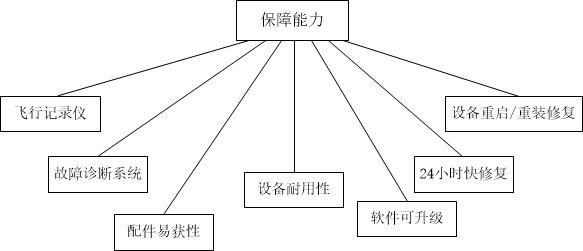 保障能力
飞行记录仪
设备重启/重装修复
故障诊断系统
24小时快修复
设备耐用性
配件易获性
软件可升级